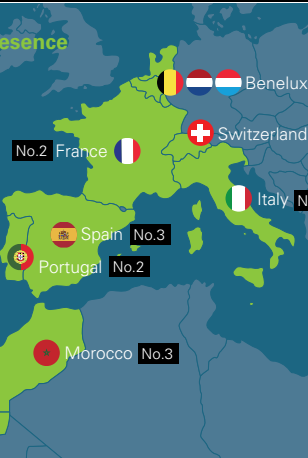 esence
Benelux
Switzerland
No.2 France
Italy N
Spain No.3
Portugal No.2
Morocco No.3